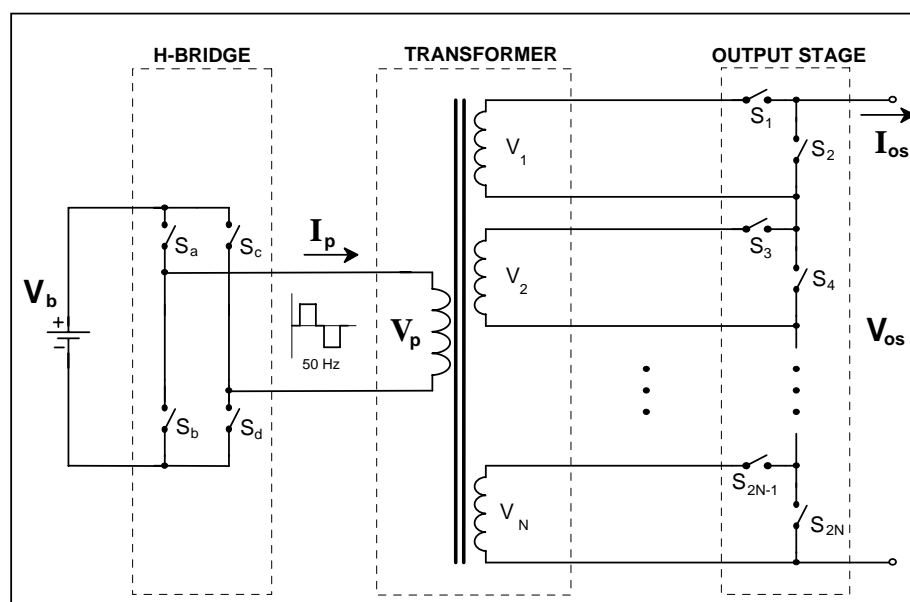 H-BRIDGE
TRANSFORMER
OUTPUT STAGE
S1
Ios
V1
S2
Sa
Sc
Ip
S3
Vb
+
-
V2
S4
Vp
Vos
50 Hz
Sb
Sd
S2N-1
VN
S2N